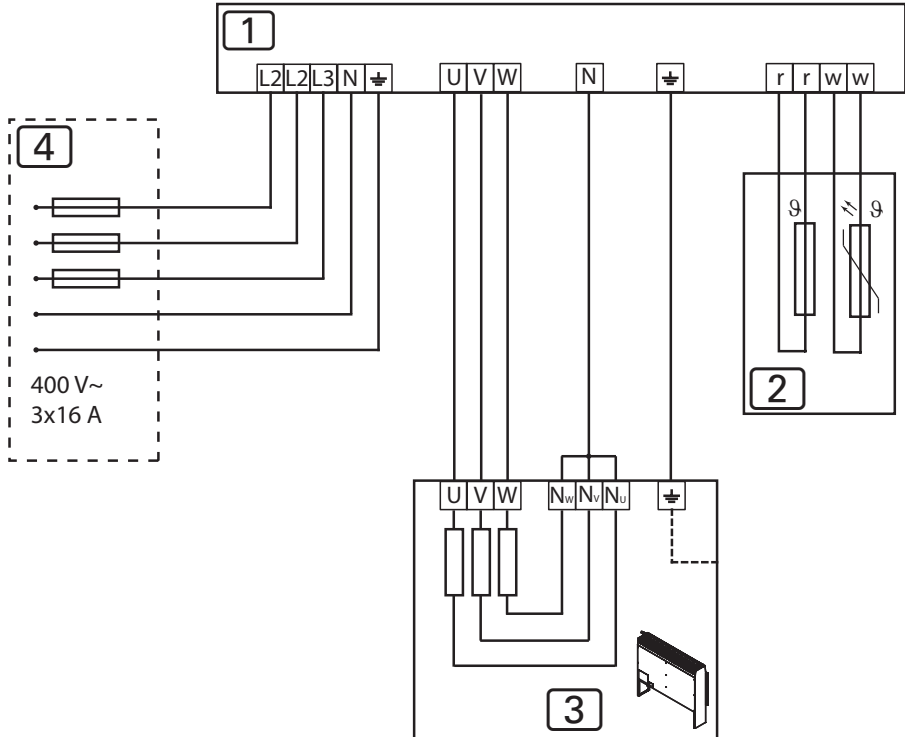 1
L2 L2 L3 N U V W N r r w w
4
ϑ ϑ
400 V~
3x16 A
2
U V W NW NV NU
3